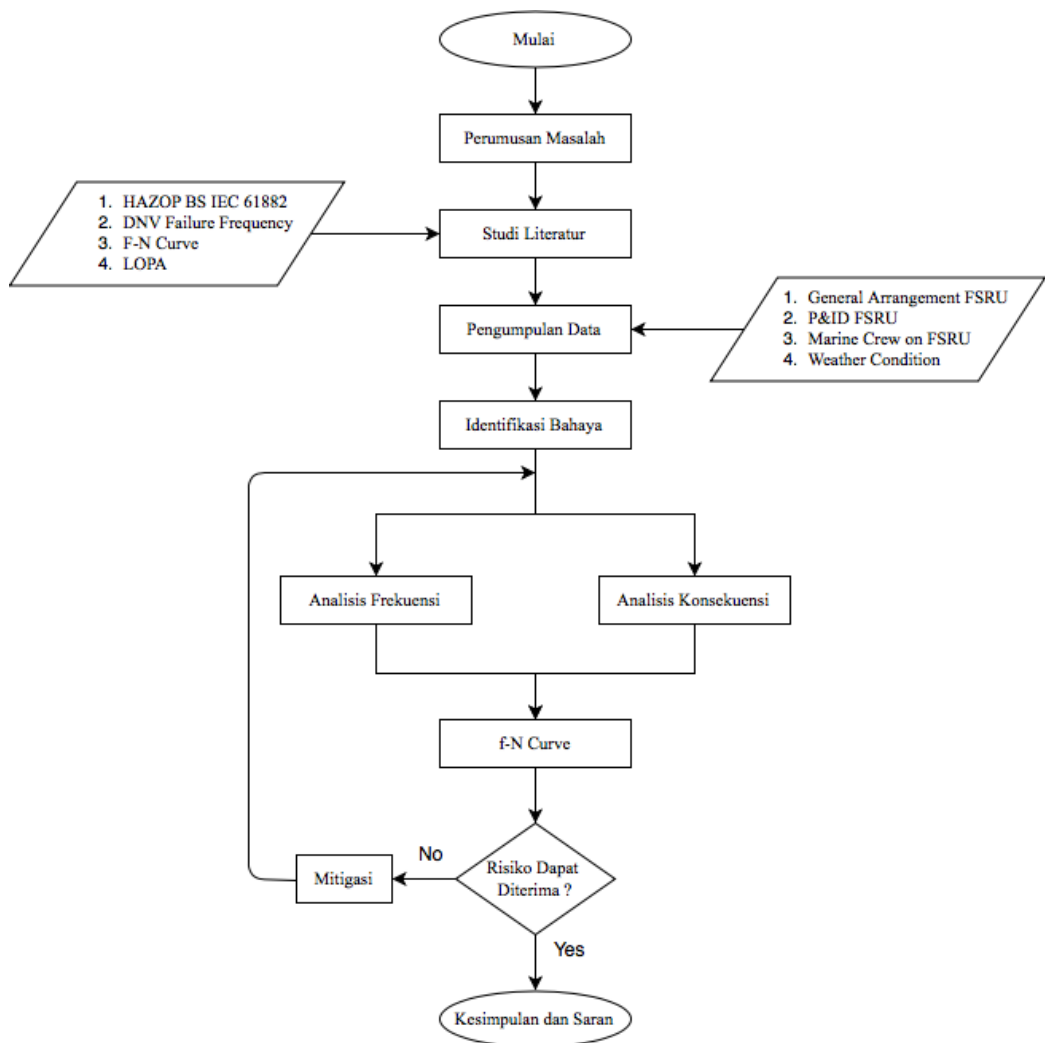 Mulai
Perumusan Masalah
1. HAZOP BS IEC 61882
2. DNV Failure Frequency
3. F-N Curve
4. LOPA
Studi Literatur
1. General Arrangement FSRU
2. P&ID FSRU
3. Marine Crew on FSRU
4. Weather Condition
Pengumpulan Data
Identifikasi Bahaya
Analisis Frekuensi
Analisis Konsekuensi
f-N Curve
Risiko Dapat
Diterima ?
No
Mitigasi
Yes
Kesimpulan dan Saran